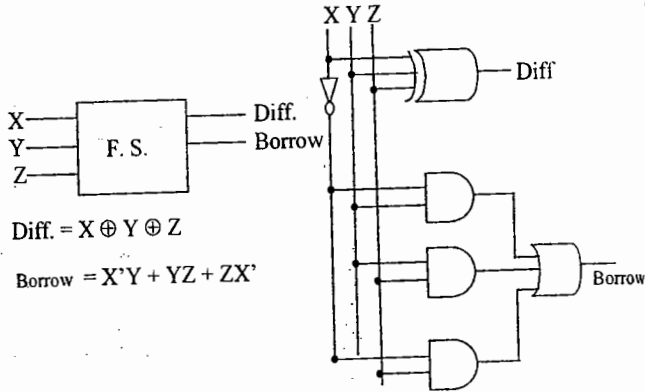 X Y Z
Diff
X
Y
Z
F. S.
Diff.
Borrow
Diff. = X ⊕ Y ⊕ Z
Borrow = X'Y + YZ + ZX'
Borrow